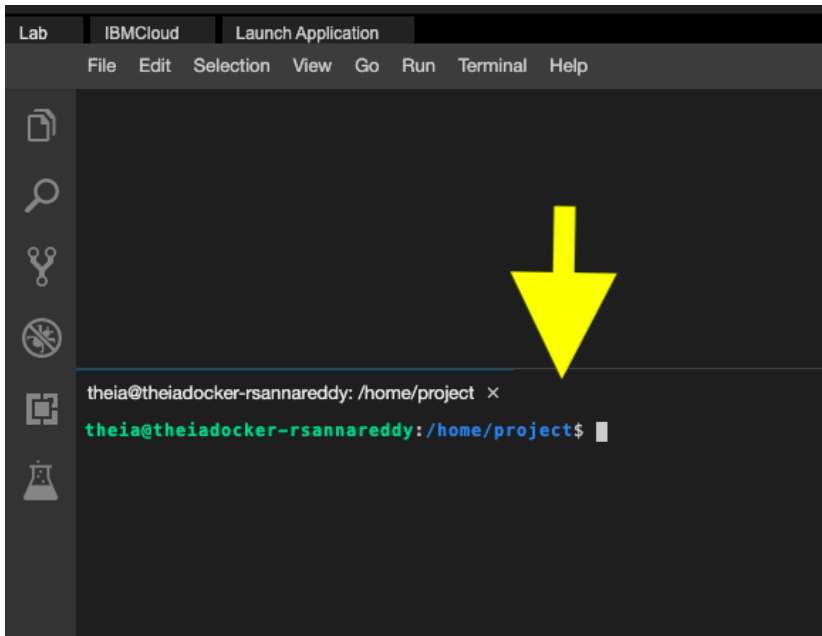 Lab IBMCloud Launch Application
File Edit Selection View Go Run Terminal Help
theia@theiadocker-rsannareddy: /home/project ×
theia@theiadocker-rsannareddy:/home/project$